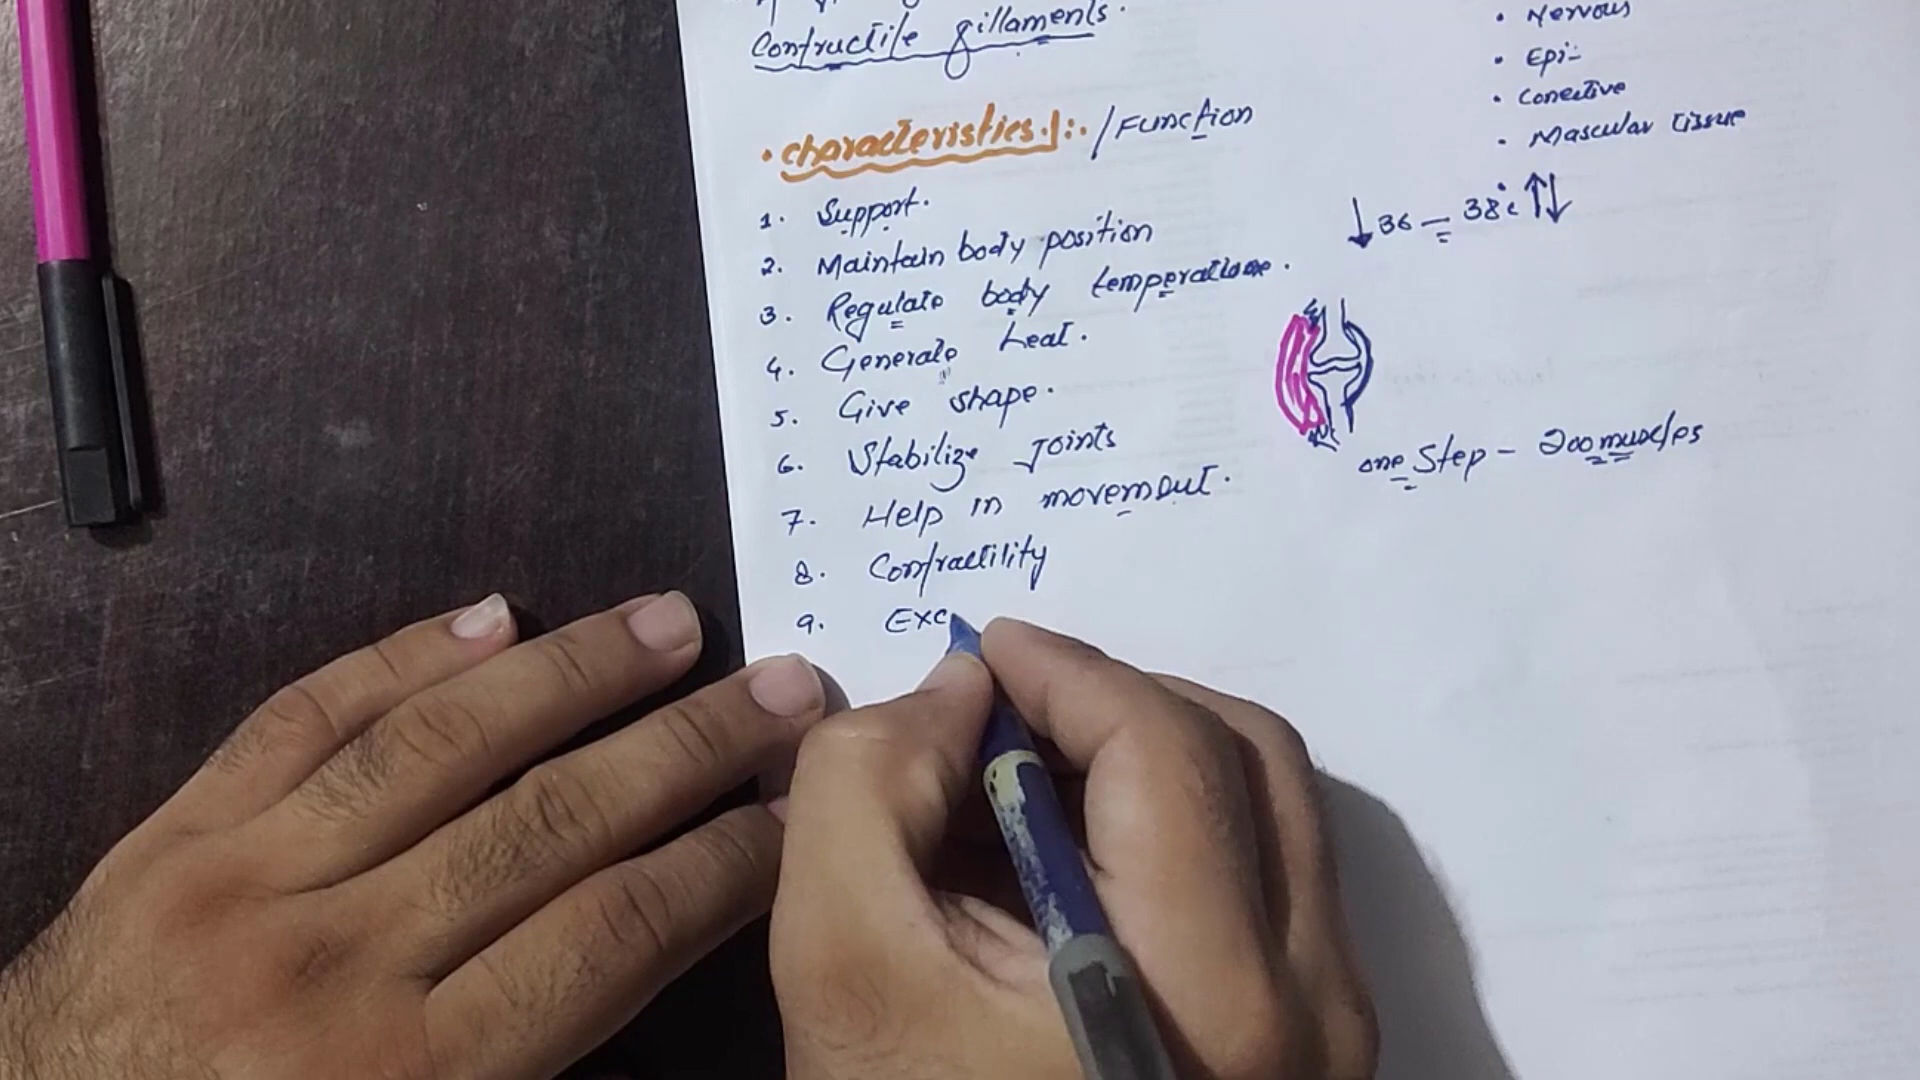 Contructile gillaments.
• characteristics.:. / Function
1. Support.
2. Maintain body position
3. Regulate body temperature.
4. Generate heat.
5. Give shape.
6. Stabilize Joints
7. Help in movement.
8. Contractility
9. Exc
• Nervous
• Epi:-
• Conective
• Mascular tissue
↓ 36 — 38°c ↑↓
one Step - 200 muscles